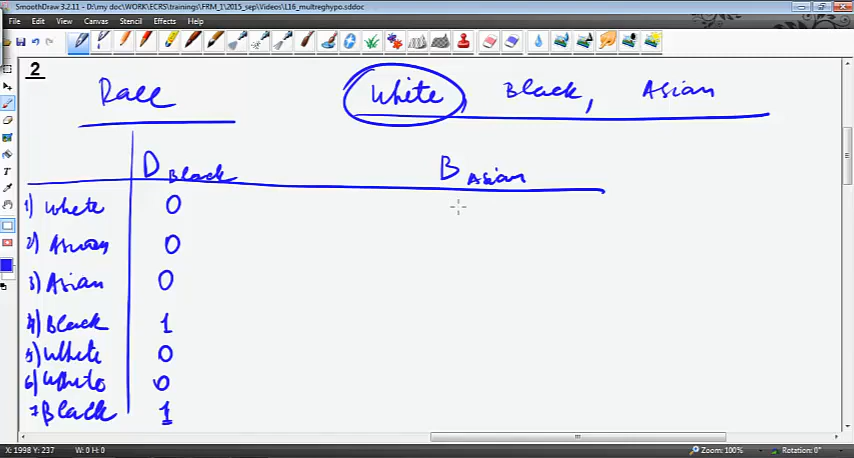 SmoothDraw 3.2.11 - D:\my doc\WORK\ECRS\trainings\FRM_1\2015_sep\Videos\L16_multreghypo.sddoc
File Edit View Canvas Stencil Effects Help
2
Race White, Black, Asian
D Black B Asian
1) White 0
2) Asian 0
3) Asian 0
4) Black 1
5) White 0
6) White 0
7 Black 1
X: 1998 Y: 237 W: 0 H: 0 Zoom: 100% Rotation: 0°